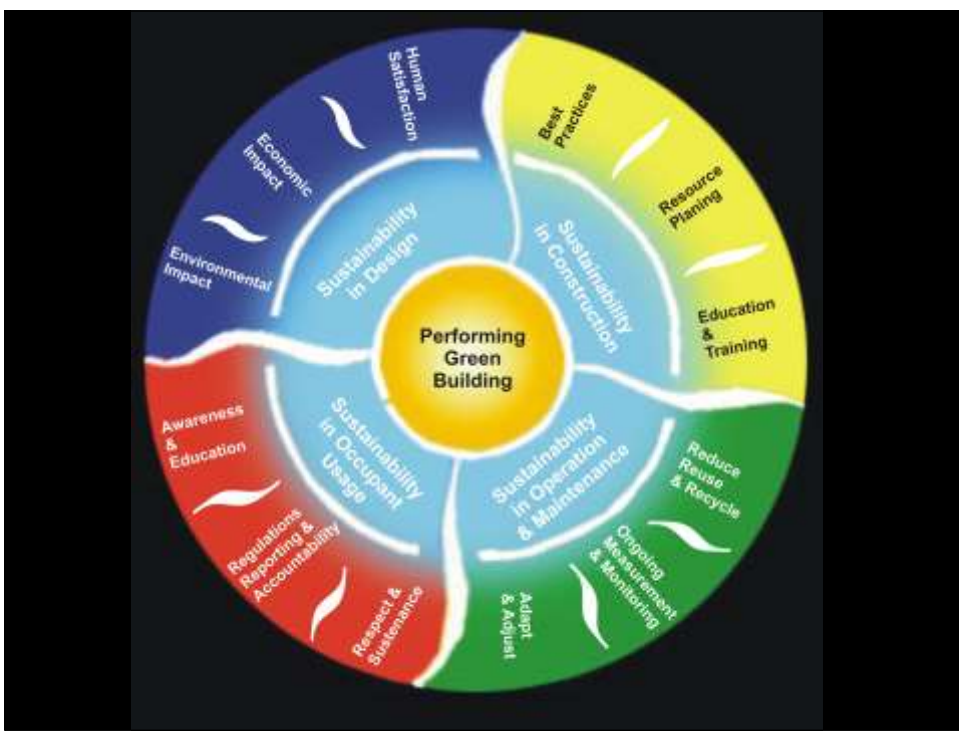 Performing
Green
Building
Sustainability
in Design
Human
Satisfaction
Economic
Impact
Environmental
Impact
Sustainability
in Construction
Best
Practices
Resource
Planing
Education
&
Training
Sustainability
in Operation
& Maintenance
Reduce
Reuse
& Recycle
Ongoing
Measurement
& Monitoring
Adapt
& Adjust
Sustainability
in Occupant
Usage
Awareness
&
Education
Regulations
Reporting &
Accountability
Respect &
Sustenance